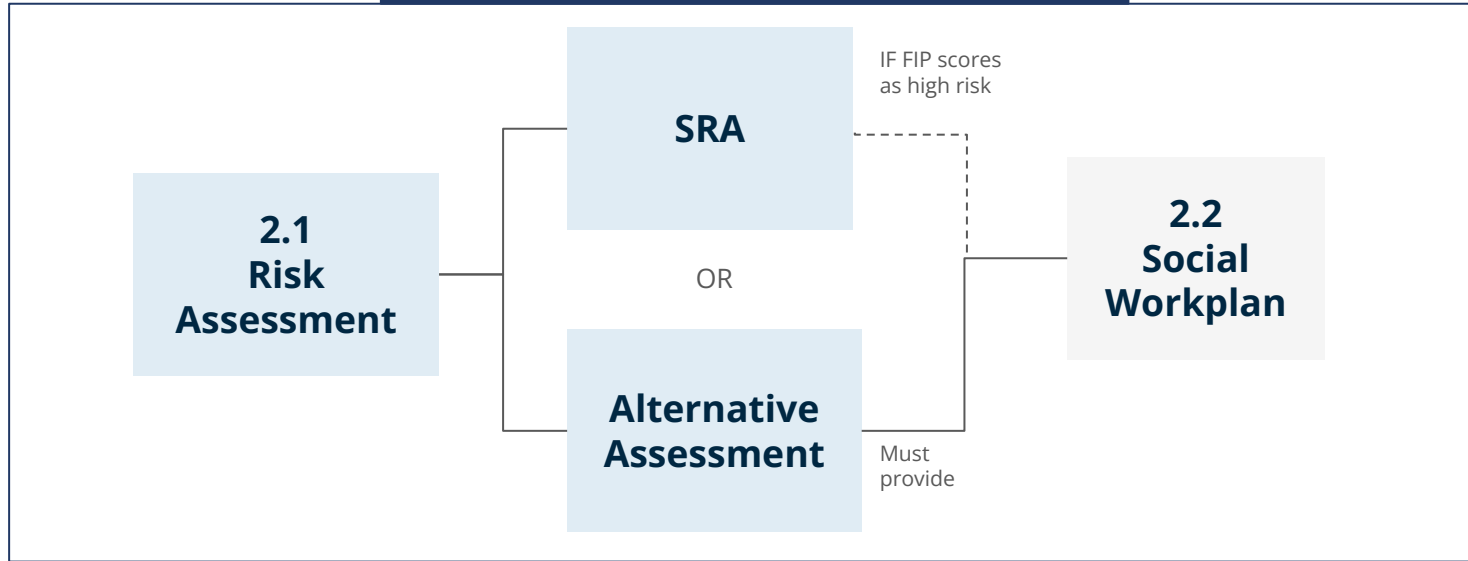 2.1
Risk
Assessment
SRA
IF FIP scores
as high risk
OR
Alternative
Assessment
Must
provide
2.2
Social
Workplan